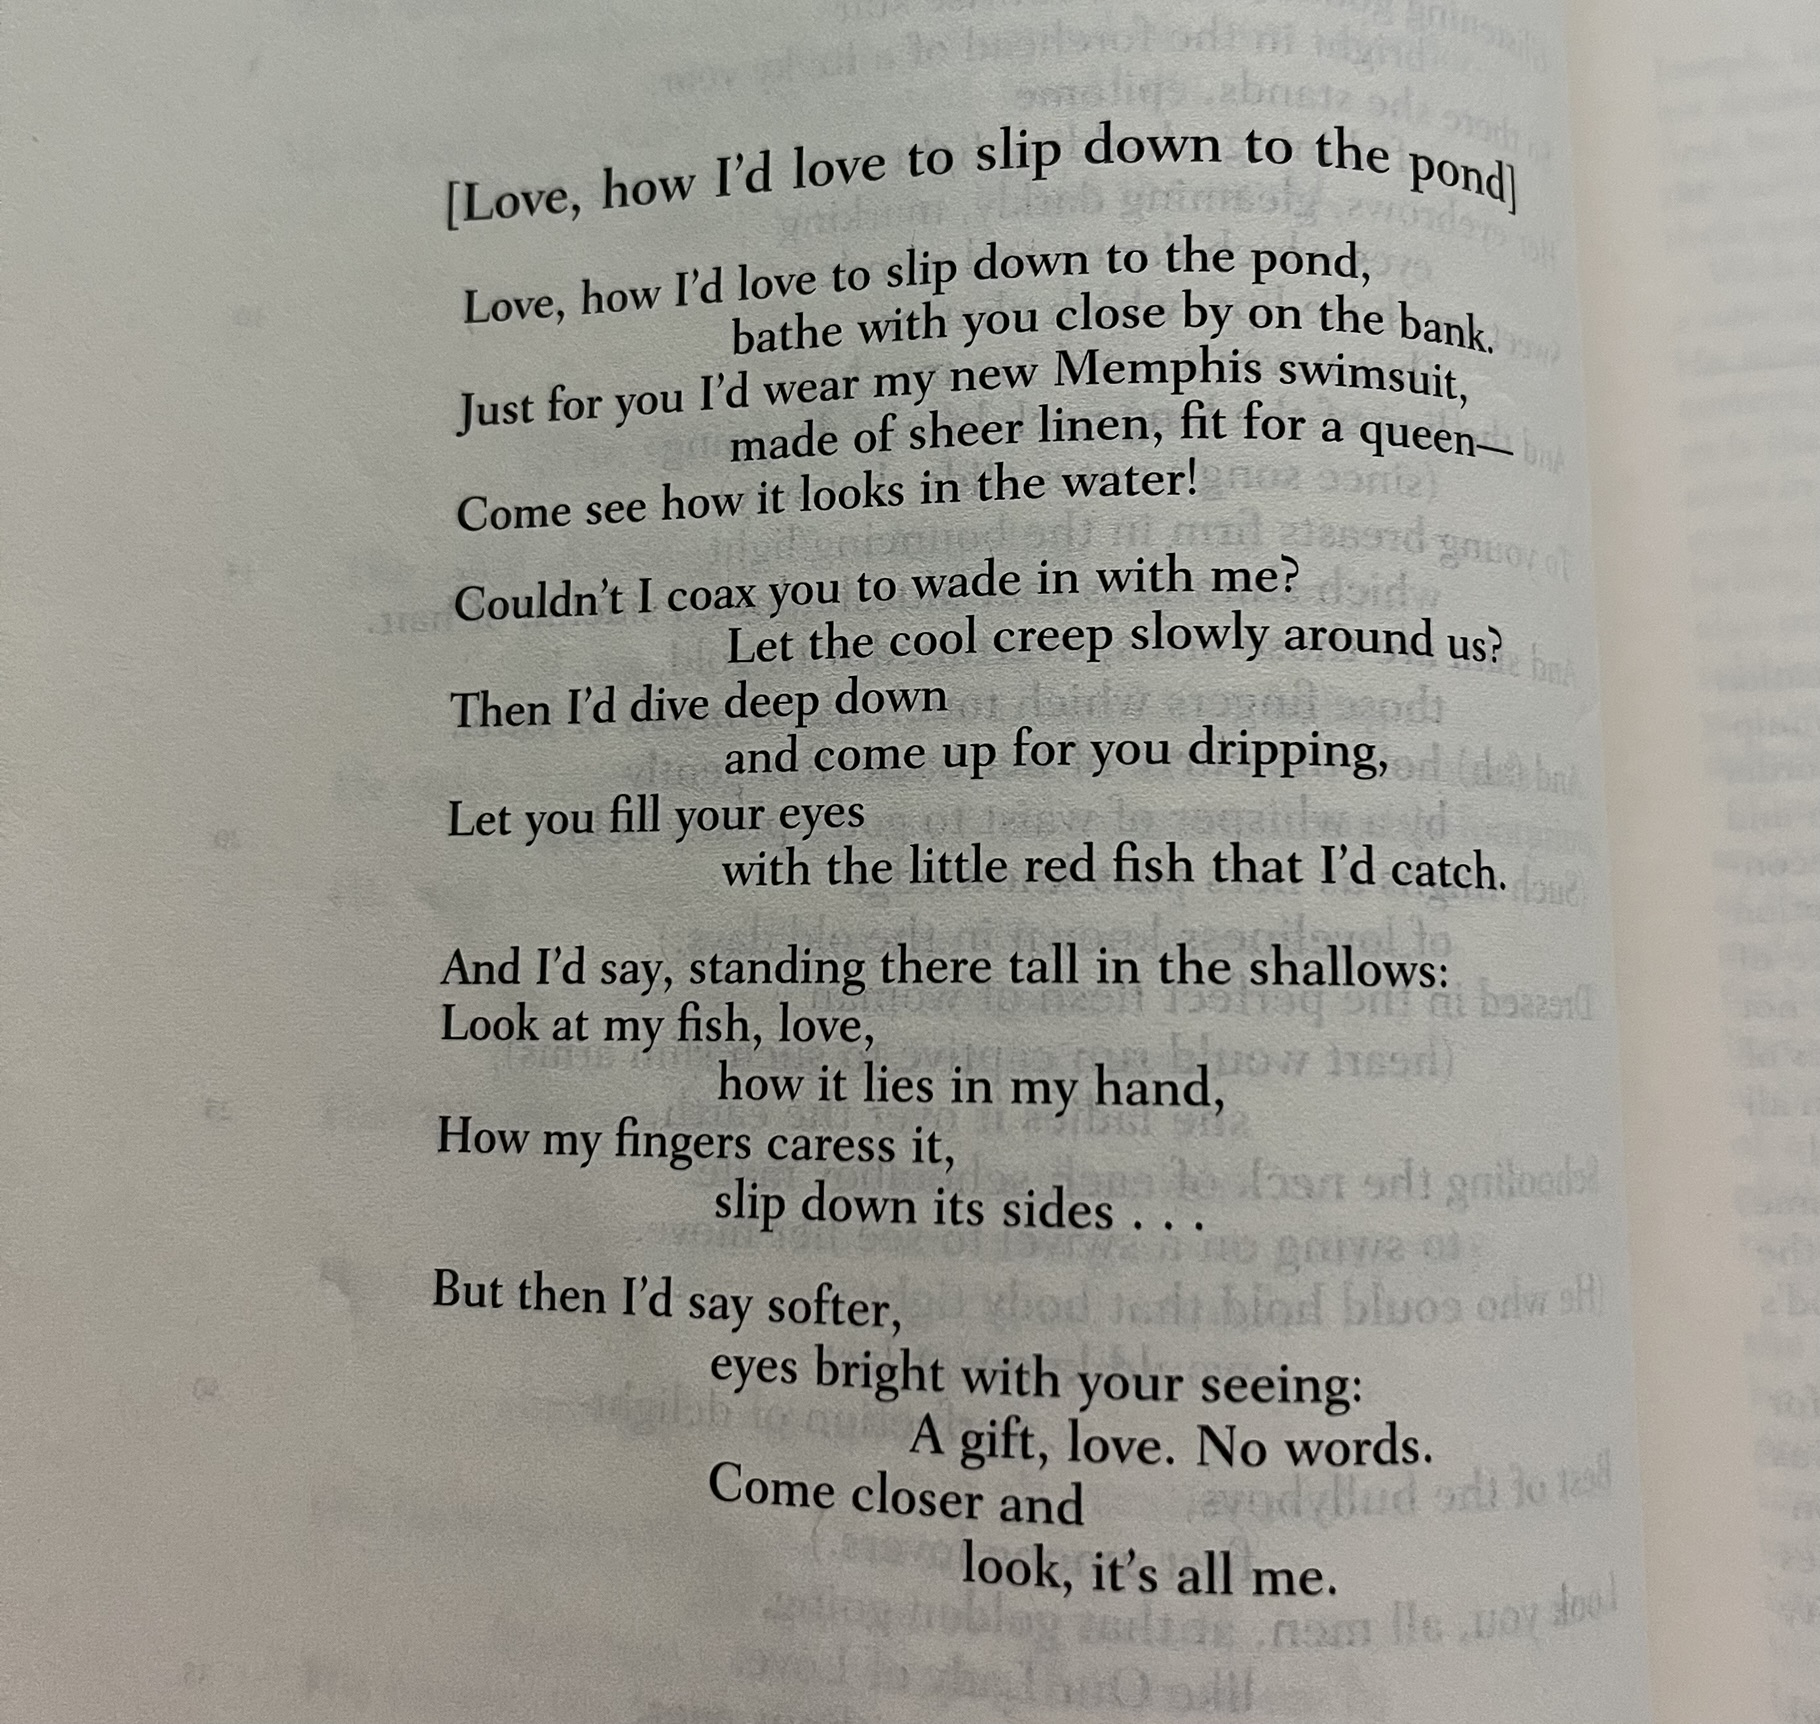 [Love, how I'd love to slip down to the pond]
Love, how I'd love to slip down to the pond,
bathe with you close by on the bank.
Just for you I'd wear my new Memphis swimsuit,
made of sheer linen, fit for a queen—
Come see how it looks in the water!
Couldn't I coax you to wade in with me?
Let the cool creep slowly around us?
Then I'd dive deep down
and come up for you dripping,
Let you fill your eyes
with the little red fish that I'd catch.
And I'd say, standing there tall in the shallows:
Look at my fish, love,
how it lies in my hand,
How my fingers caress it,
slip down its sides . . .
But then I'd say softer,
eyes bright with your seeing:
A gift, love. No words.
Come closer and
look, it's all me.